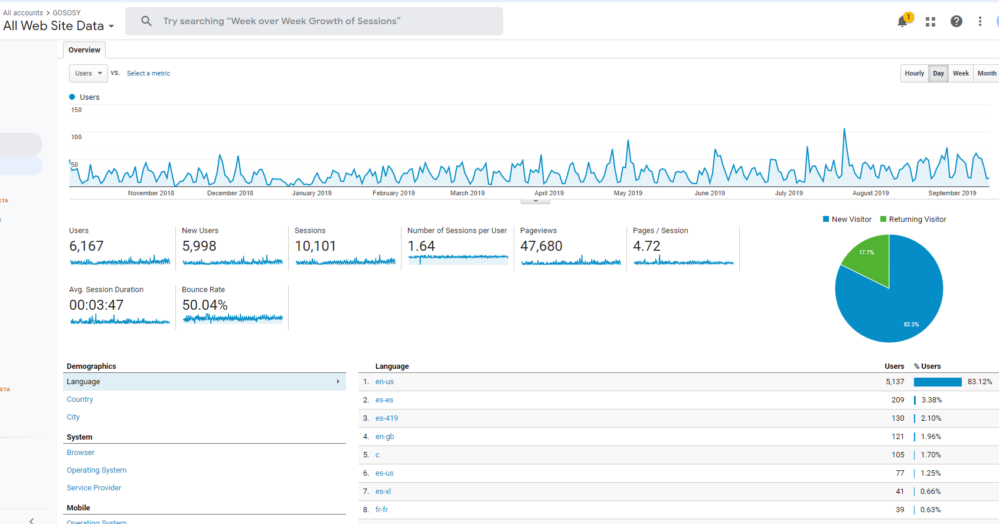 All accounts > GOSOSY
All Web Site Data
Try searching “Week over Week Growth of Sessions”
1
Overview
Users
vs.
Select a metric
Hourly Day Week Month
Users
150
100
50
November 2018 December 2018 January 2019 February 2019 March 2019 April 2019 May 2019 June 2019 July 2019 August 2019 September 2019
ETA
New Visitor Returning Visitor
17.7%
82.3%
Users
6,167
New Users
5,998
Sessions
10,101
Number of Sessions per User
1.64
Pageviews
47,680
Pages / Session
4.72
Avg. Session Duration
00:03:47
Bounce Rate
50.04%
ETA
Demographics
Language
Country
City
System
Browser
Operating System
Service Provider
Mobile
Operating System
Language Users % Users
1. en-us 5,137 83.12%
2. es-es 209 3.38%
3. es-419 130 2.10%
4. en-gb 121 1.96%
5. c 105 1.70%
6. es-us 77 1.25%
7. es-xl 41 0.66%
8. fr-fr 39 0.63%